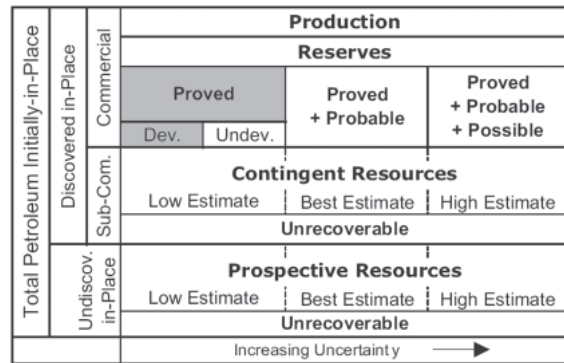 Total Petroleum Initially-in-Place
Discovered in-Place
Undiscov.
in-Place
Commercial
Sub-Com.
Production
Reserves
Proved
Dev.
Undev.
Proved
+ Probable
Proved
+ Probable
+ Possible
Contingent Resources
Low Estimate
Best Estimate
High Estimate
Unrecoverable
Prospective Resources
Low Estimate
Best Estimate
High Estimate
Unrecoverable
Increasing Uncertainty